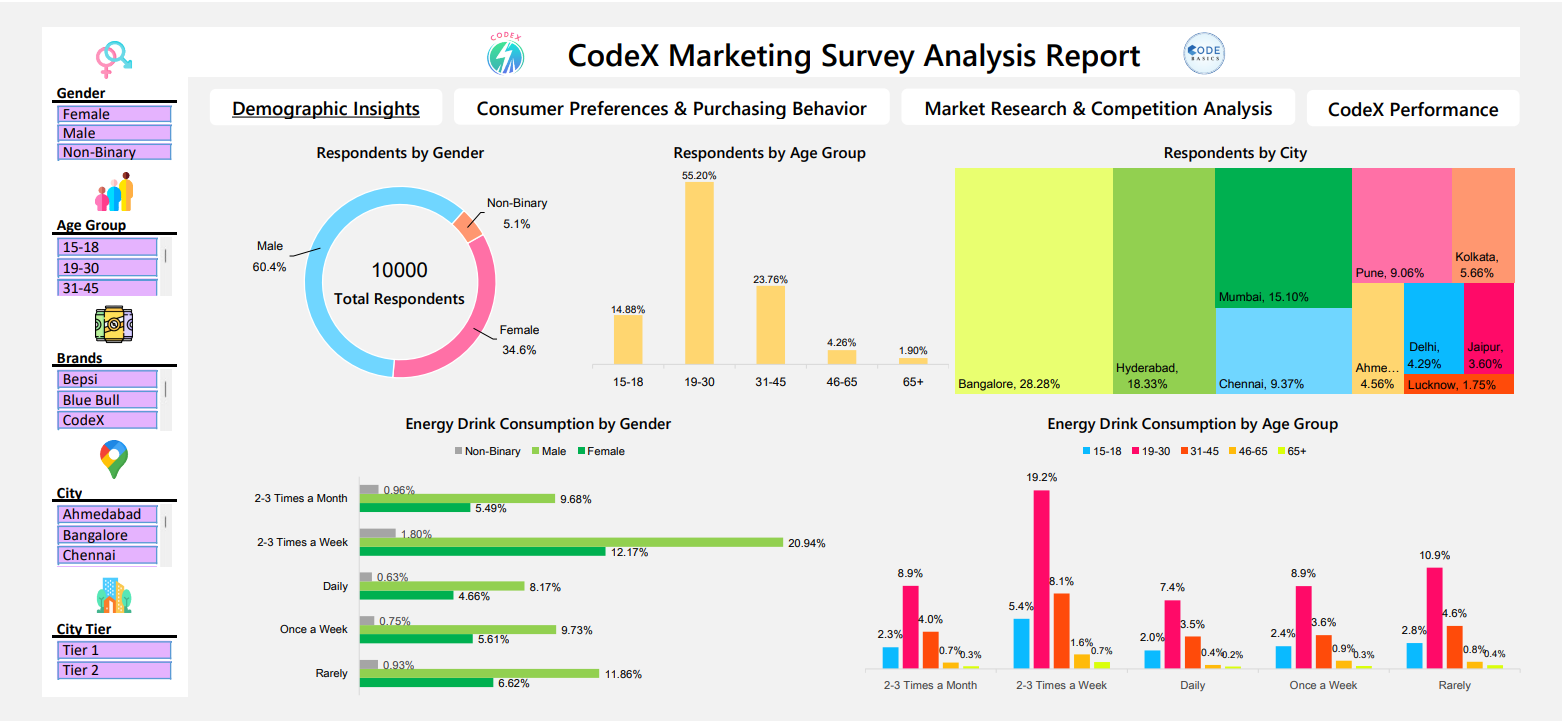 CODEX
CodeX Marketing Survey Analysis Report
CODE
BASICS
Demographic Insights
Consumer Preferences & Purchasing Behavior
Market Research & Competition Analysis
CodeX Performance
Gender
Female
Male
Non-Binary
Age Group
15-18
19-30
31-45
Brands
Bepsi
Blue Bull
CodeX
City
Ahmedabad
Bangalore
Chennai
City Tier
Tier 1
Tier 2
Respondents by Gender
Non-Binary
5.1%
Male
60.4%
10000
Total Respondents
Female
34.6%
Respondents by Age Group
14.88%
55.20%
23.76%
4.26%
1.90%
15-18
19-30
31-45
46-65
65+
Respondents by City
Bangalore, 28.28%
Hyderabad,
18.33%
Mumbai, 15.10%
Chennai, 9.37%
Pune, 9.06%
Kolkata,
5.66%
Ahme...
4.56%
Delhi,
4.29%
Jaipur,
3.60%
Lucknow, 1.75%
Energy Drink Consumption by Gender
Non-Binary Male Female
2-3 Times a Month
0.96%
9.68%
5.49%
2-3 Times a Week
1.80%
20.94%
12.17%
Daily
0.63%
8.17%
4.66%
Once a Week
0.75%
9.73%
5.61%
Rarely
0.93%
11.86%
6.62%
Energy Drink Consumption by Age Group
15-18 19-30 31-45 46-65 65+
2.3%
8.9%
4.0%
0.7%
0.3%
5.4%
19.2%
8.1%
1.6%
0.7%
2.0%
7.4%
3.5%
0.4%
0.2%
2.4%
8.9%
3.6%
0.9%
0.3%
2.8%
10.9%
4.6%
0.8%
0.4%
2-3 Times a Month
2-3 Times a Week
Daily
Once a Week
Rarely